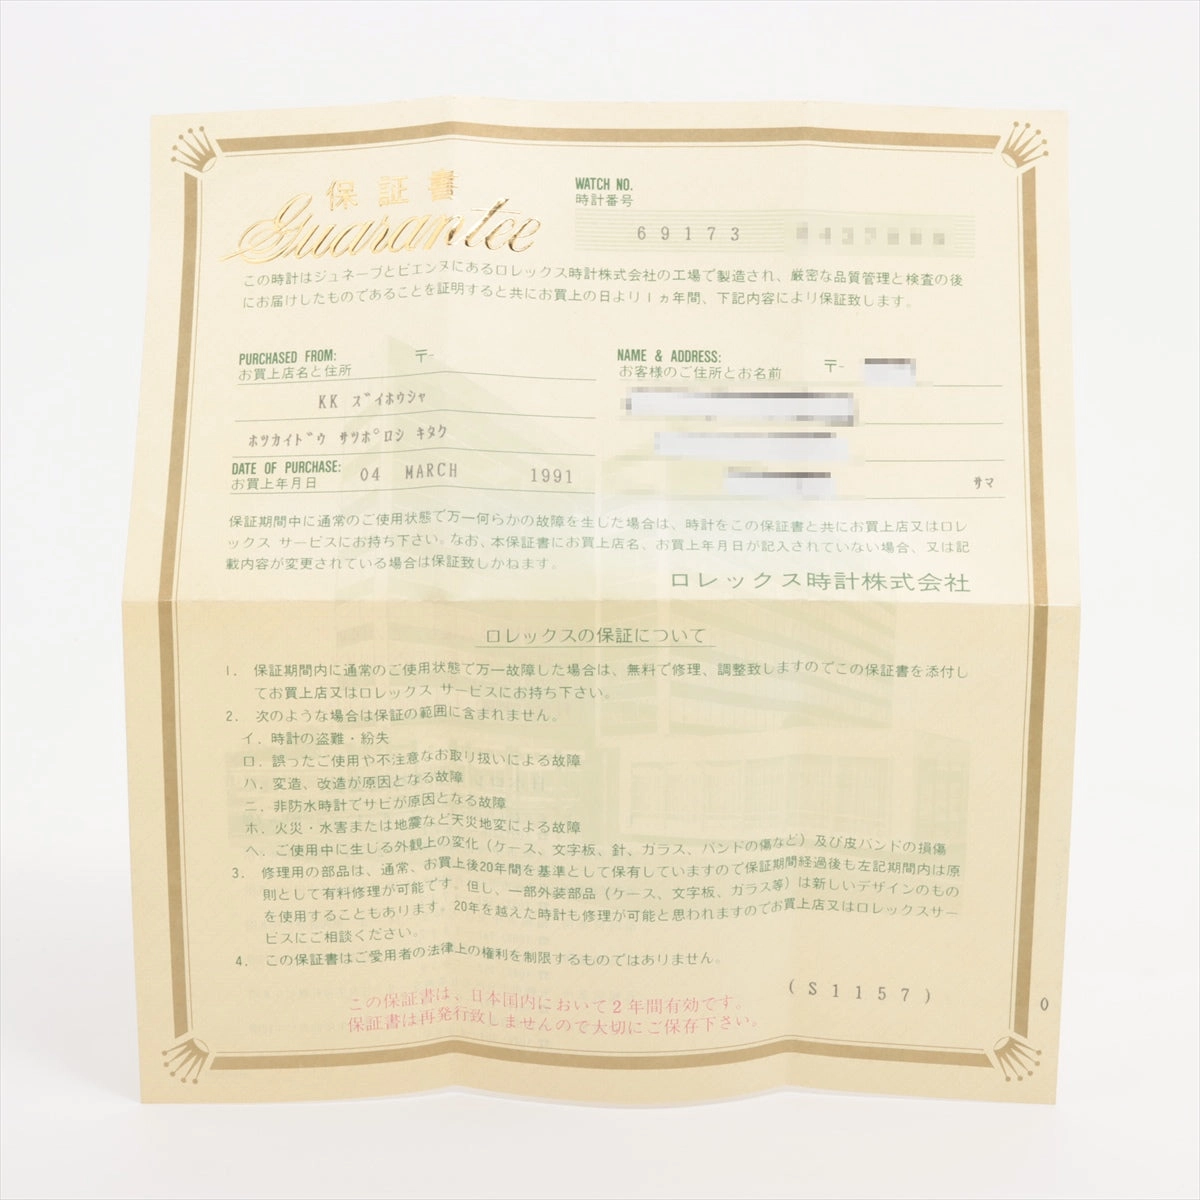 保証書
Guarantee
WATCH NO.
時計番号
69173
この時計はジュネーブとビエンヌにあるロレックス時計株式会社の工場で製造され、厳密な品質管理と検査の後
にお届けしたものであることを証明すると共にお買上の日より1ヵ年間、下記内容により保証致します。
PURCHASED FROM: 〒-
お買上店名と住所
KK ズイホウシャ
ホツカイドウ サツポロシ キタク
DATE OF PURCHASE: 04 MARCH 1991
お買上年月日
NAME & ADDRESS: 〒-
お客様のご住所とお名前
サマ
保証期間中に通常のご使用状態で万一何らかの故障を生した場合は、時計をこの保証書と共にお買上店又はロレ
ックス サービスにお持ち下さい。なお、本保証書にお買上店名、お買上年月日が記入されていない場合、又は記
載内容が変更されている場合は保証致しかねます。
ロレックス時計株式会社
ロレックスの保証について
1. 保証期間内に通常のご使用状態で万一故障した場合は、無料で修理、調整致しますのでこの保証書を添付し
てお買上店又はロレックス サービスにお持ち下さい。
2. 次のような場合は保証の範囲に含まれません。
イ. 時計の盗難・紛失
ロ. 誤ったご使用や不注意なお取り扱いによる故障
ハ. 変造、改造が原因となる故障
ニ. 非防水時計でサビが原因となる故障
ホ. 火災・水害または地震など天災地変による故障
ヘ. ご使用中に生じる外観上の変化（ケース、文字板、針、ガラス、バンドの傷など）及び皮バンドの損傷
3. 修理用の部品は、通常、お買上後20年間を基準として保有していますので保証期間経過後も左記期間内は原
則として有料修理が可能です。但し、一部外装部品（ケース、文字板、ガラス等）は新しいデザインのもの
を使用することもあります。20年を越えた時計も修理が可能と思われますのでお買上店又はロレックスサー
ビスにご相談ください。
4. この保証書はご愛用者の法律上の権利を制限するものではありません。
(S1157)
この保証書は、日本国内において2年間有効です。
保証書は再発行致しませんので大切にご保存下さい。
0